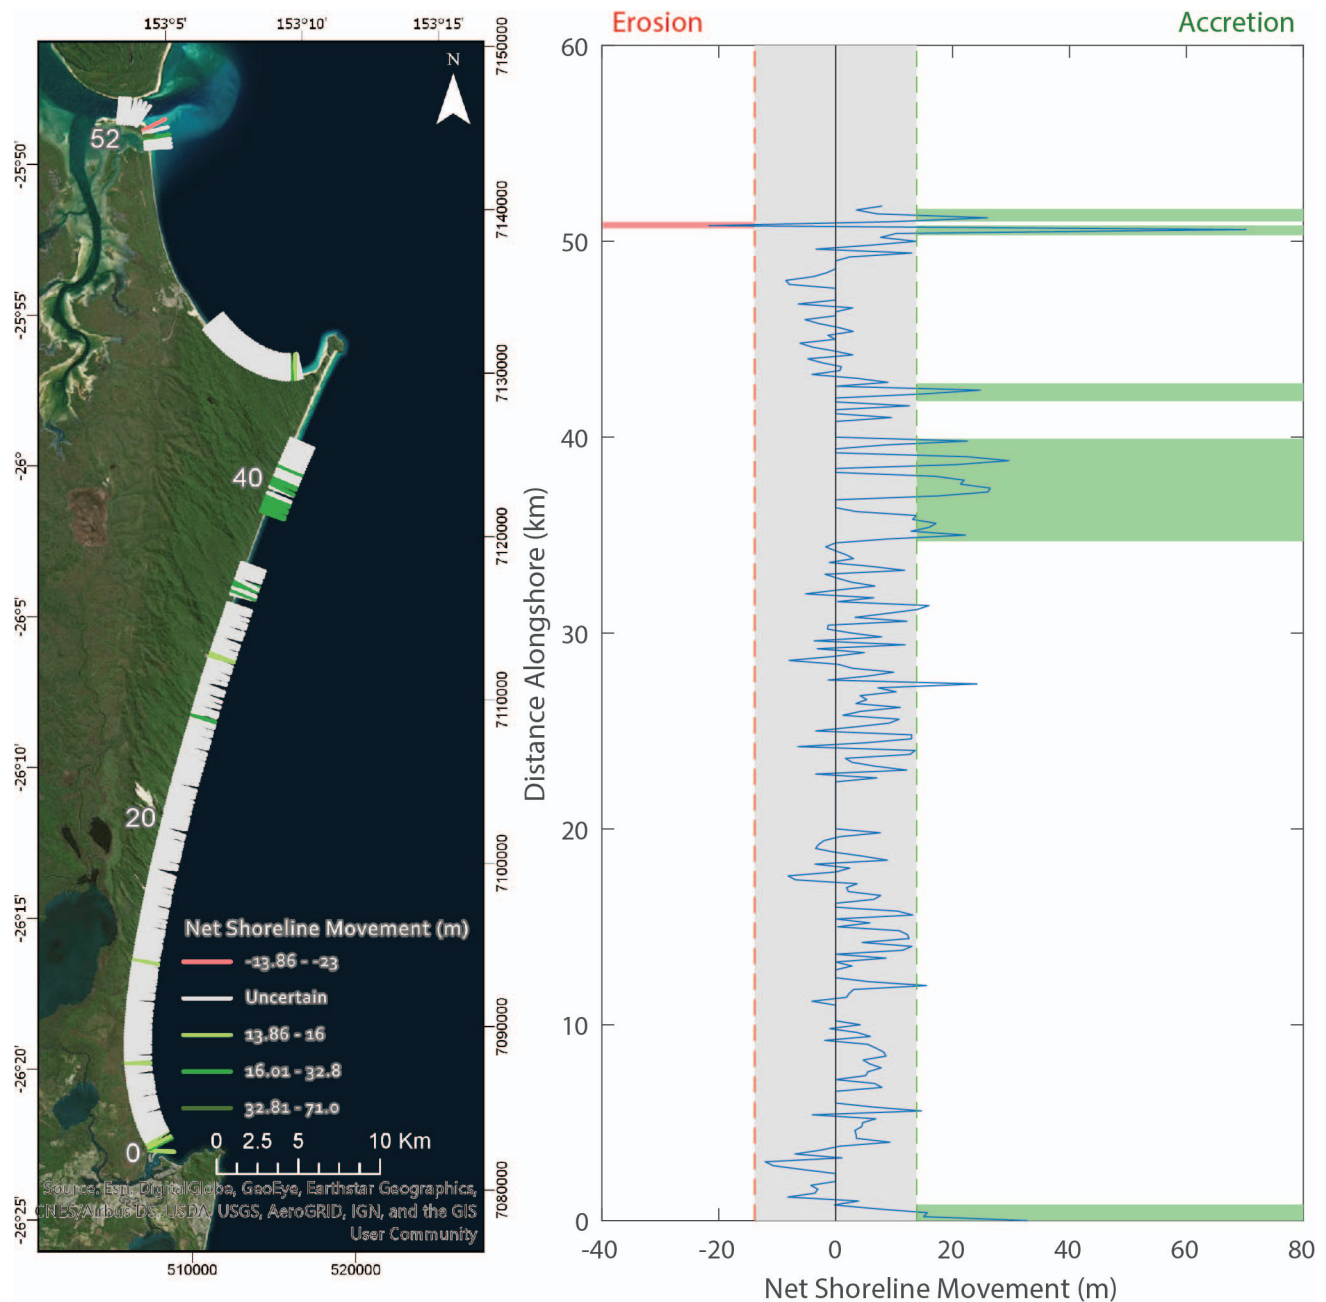 153°5'
153°10'
153°15'
Erosion
Accretion
7150000
N
60
52
-25°50'
7140000
50
-25°55'
7130000
-26°
40
40
7120000
Distance Alongshore (km)
-26°5'
30
7110000
-26°10'
20
20
7100000
-26°15'
Net Shoreline Movement (m)
-13.86 - -23
Uncertain
7090000
10
13.86 - 16
-26°20'
16.01 - 32.8
32.81 - 71.0
0
0 2.5 5 10 Km
7080000
Source: Esri, DigitalGlobe, GeoEye, Earthstar Geographics,
CNES/Airbus DS, USDA, USGS, AeroGRID, IGN, and the GIS
User Community
-26°25'
0
510000
520000
-40
-20
0
20
40
60
80
Net Shoreline Movement (m)